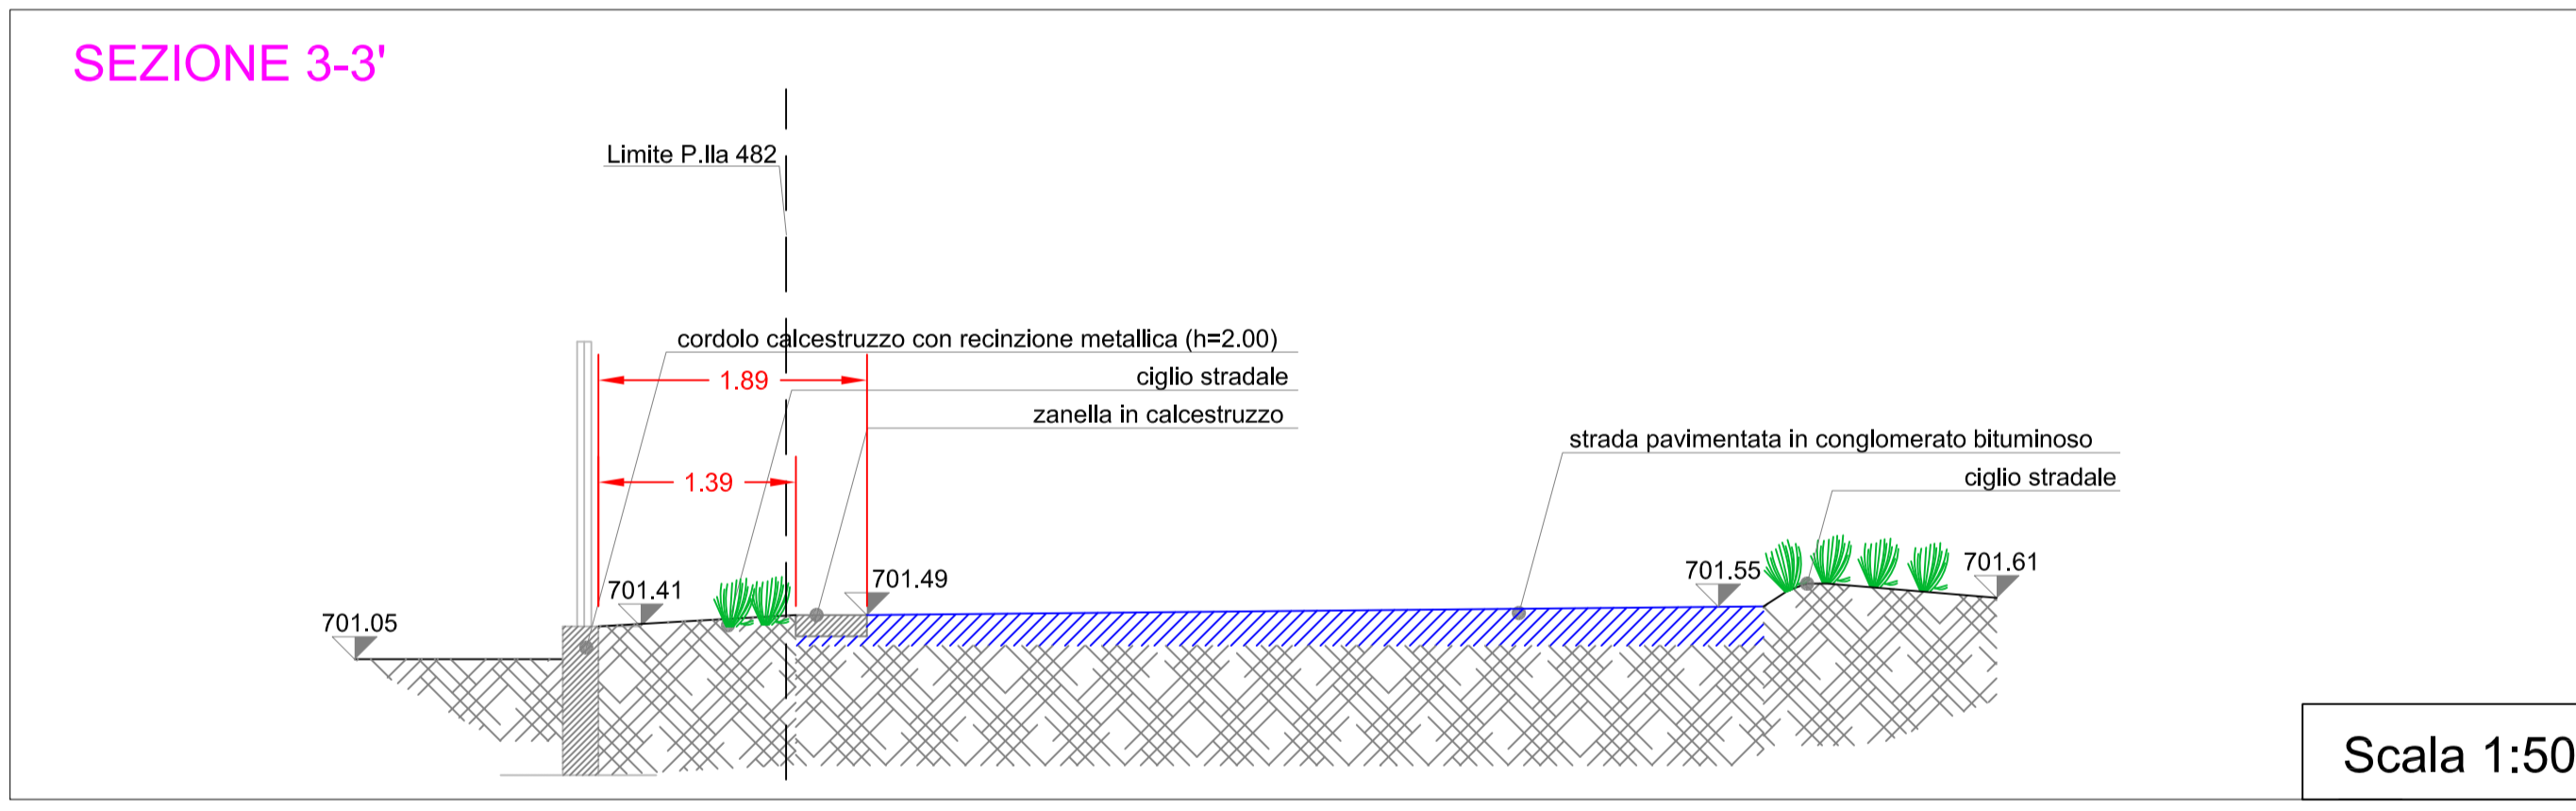 SEZIONE 3-3'
Limite P.lla 482
cordolo calcestruzzo con recinzione metallica (h=2.00)
1.89
ciglio stradale
zanella in calcestruzzo
strada pavimentata in conglomerato bituminoso
ciglio stradale
1.39
701.05
701.41
701.49
701.55
701.61
Scala 1:50